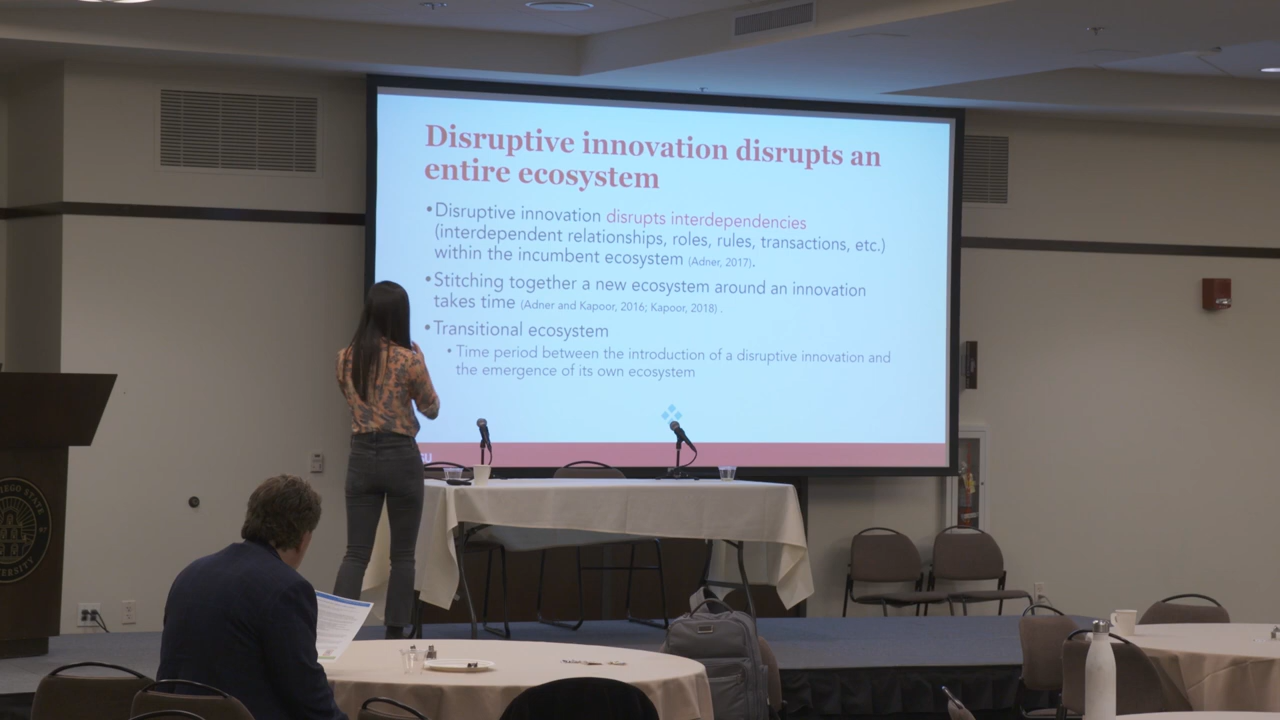 Disruptive innovation disrupts an
entire ecosystem
•Disruptive innovation disrupts interdependencies
(interdependent relationships, roles, rules, transactions, etc.)
within the incumbent ecosystem (Adner, 2017).
•Stitching together a new ecosystem around an innovation
takes time (Adner and Kapoor, 2016; Kapoor, 2018) .
•Transitional ecosystem
•Time period between the introduction of a disruptive innovation and
the emergence of its own ecosystem